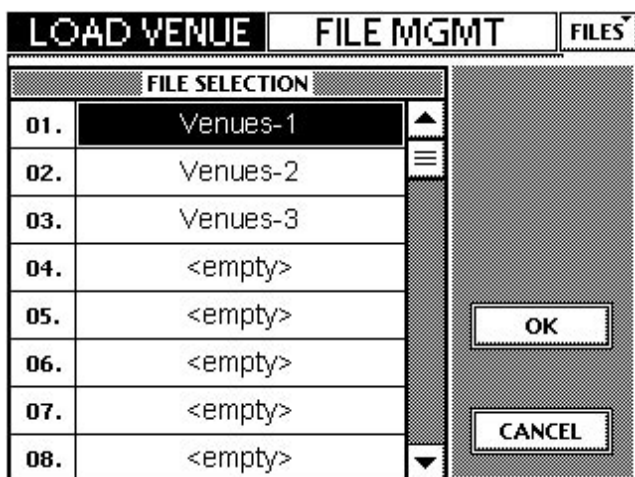 LOAD VENUE FILE MGMT FILES
FILE SELECTION
01. Venues-1
02. Venues-2
03. Venues-3
04. <empty>
05. <empty>
OK
06. <empty>
07. <empty>
CANCEL
08. <empty>